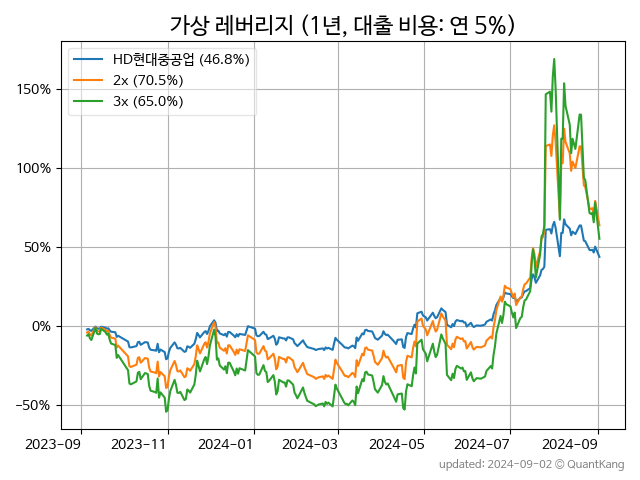 가상 레버리지 (1년, 대출 비용: 연 5%)
HD현대중공업 (46.8%)
2x (70.5%)
3x (65.0%)
150%
100%
50%
0%
−50%
2023-09 2023-11 2024-01 2024-03 2024-05 2024-07 2024-09
updated: 2024-09-02 © QuantKang